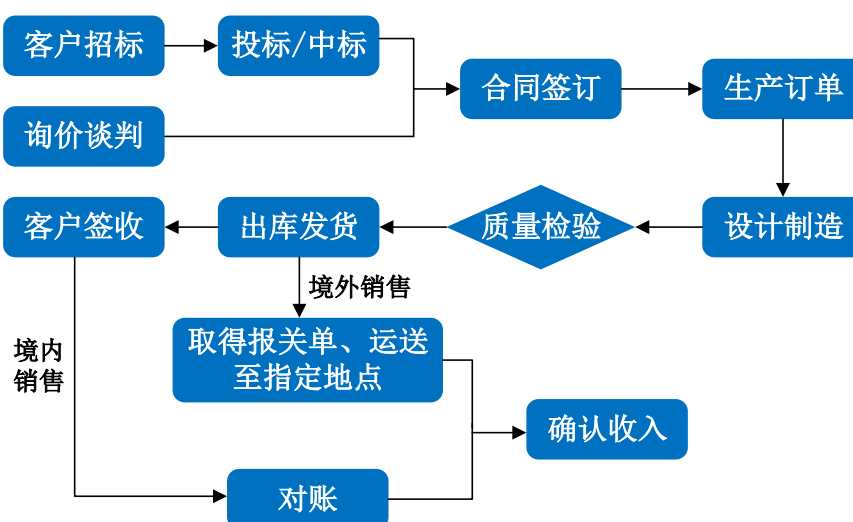 客户招标
投标/中标
询价谈判
合同签订
生产订单
客户签收
出库发货
质量检验
设计制造
境外销售
取得报关单、运送
至指定地点
境内
销售
确认收入
对账